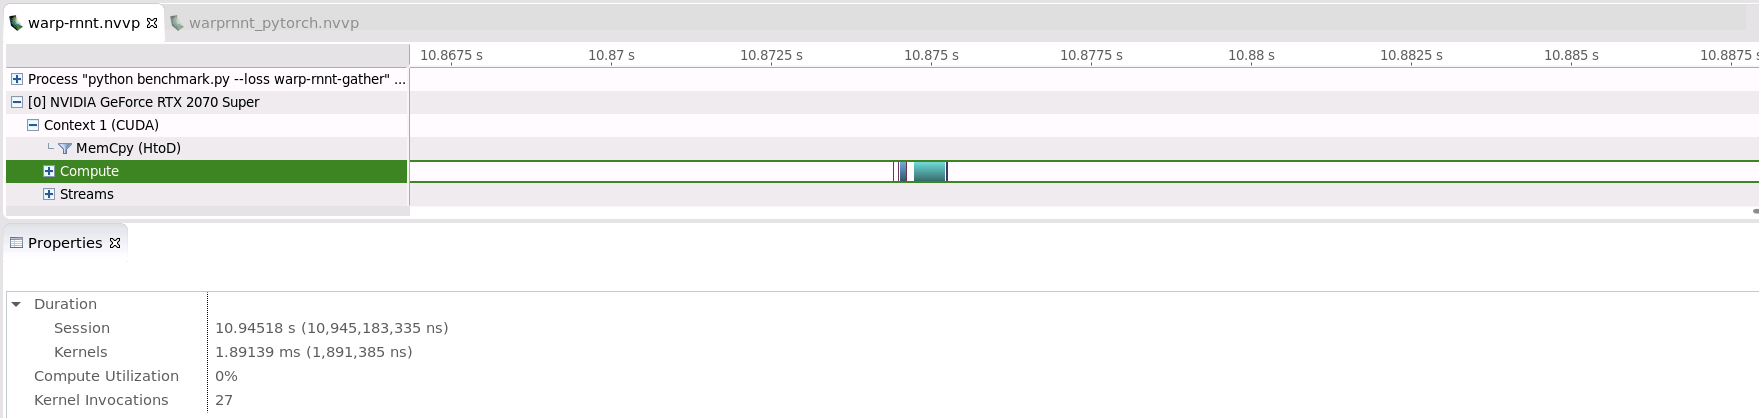 warp-rnnt.nvvp warprnnt_pytorch.nvvp
10.8675 s 10.87 s 10.8725 s 10.875 s 10.8775 s 10.88 s 10.8825 s 10.885 s 10.8875 s
Process "python benchmark.py --loss warp-rnnt-gather" ...
[0] NVIDIA GeForce RTX 2070 Super
Context 1 (CUDA)
MemCpy (HtoD)
Compute
Streams
Properties
Duration
Session 10.94518 s (10,945,183,335 ns)
Kernels 1.89139 ms (1,891,385 ns)
Compute Utilization 0%
Kernel Invocations 27